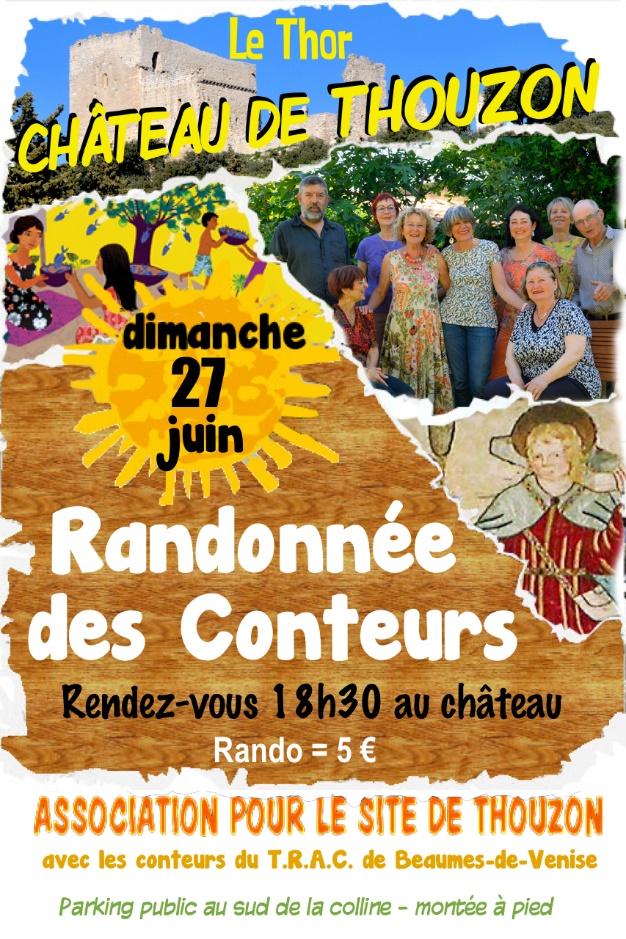 Le Thor
CHÂTEAU DE THOUZON
dimanche
27
juin
Randonnée
des Conteurs
Rendez-vous 18h30 au château
Rando = 5 €
ASSOCIATION POUR LE SITE DE THOUZON
avec les conteurs du T.R.A.C. de Beaumes-de-Venise
Parking public au sud de la colline - montée à pied